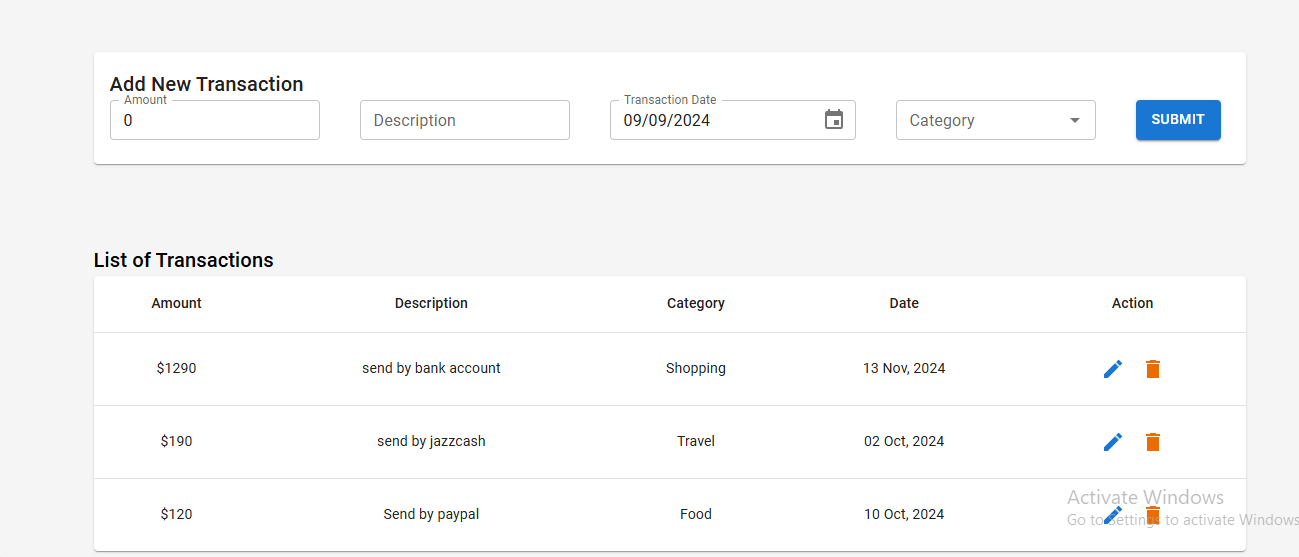 Add New Transaction
Amount
0
Description
Transaction Date
09/09/2024
Category
SUBMIT
List of Transactions
Amount Description Category Date Action
$1290 send by bank account Shopping 13 Nov, 2024
$190 send by jazzcash Travel 02 Oct, 2024
$120 Send by paypal Food 10 Oct, 2024
Activate Windows
Go to Settings to activate Windows